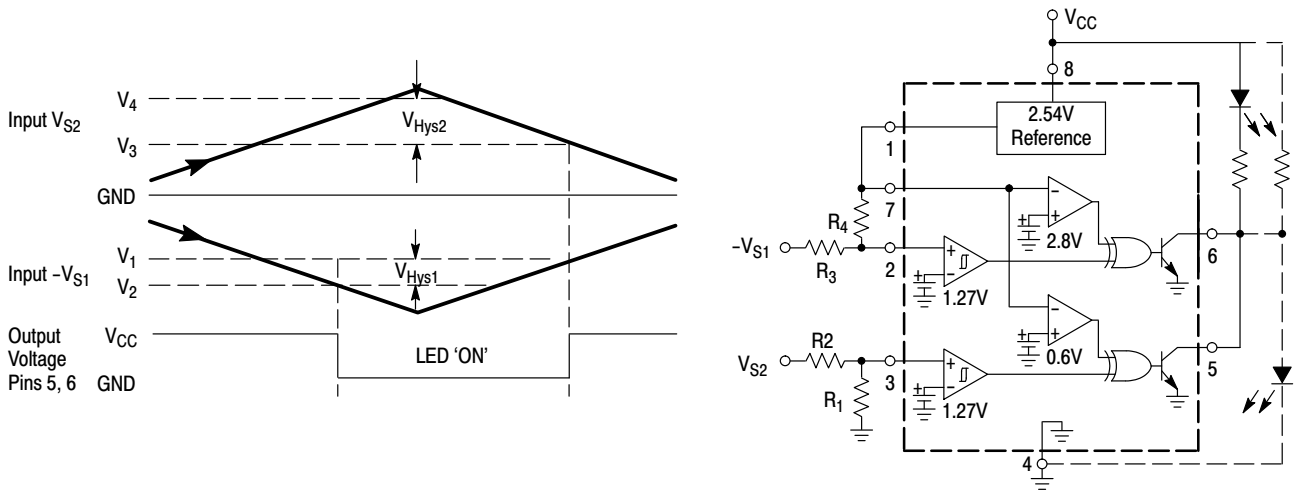 Input VS2
V4
V3
GND
VHys2
Input –VS1
V1
V2
VHys1
Output
Voltage
Pins 5, 6
VCC
GND
LED ‘ON’
VCC
8
2.54V
Reference
1
7
R4
–VS1
R3
2
+
–
1.27V
–
+
2.8V
6
–
+
0.6V
VS2
R2
3
R1
+
–
1.27V
5
4